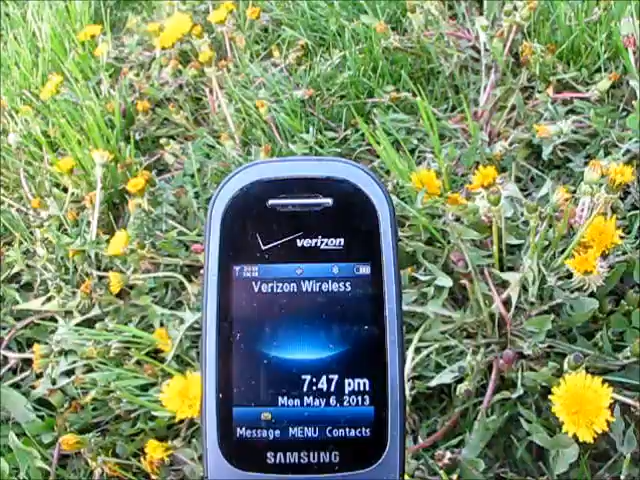 verizon
Verizon Wireless
7:47 pm
Mon May 6, 2013
Message MENU Contacts
SAMSUNG